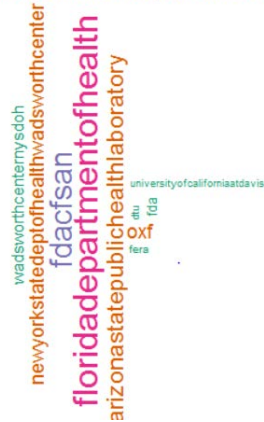 wadsworthcenternysdoh
newyorkstatedeptofhealthwadsworthcenter
fdacfsan
floridadepartmentofhealth
arizonastatepublichealthlaboratory
universityofcaliforniaatdavis
dtu
fda
oxf
fera